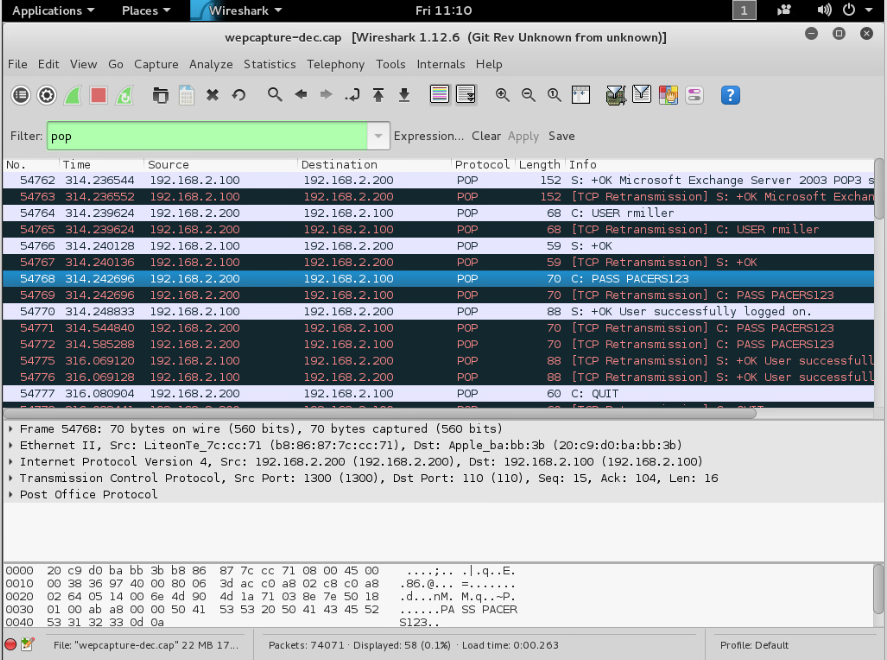 Applications Places Wireshark Fri 11:10 1
wepcapture-dec.cap [Wireshark 1.12.6 (Git Rev Unknown from unknown)]
File Edit View Go Capture Analyze Statistics Telephony Tools Internals Help
Filter: pop Expression... Clear Apply Save
No. Time Source Destination Protocol Length Info
54762 314.236544 192.168.2.100 192.168.2.200 POP 152 S: +OK Microsoft Exchange Server 2003 POP3 s
54763 314.236552 192.168.2.100 192.168.2.200 POP 152 [TCP Retransmission] S: +OK Microsoft Exchan
54764 314.239624 192.168.2.200 192.168.2.100 POP 68 C: USER rmiller
54765 314.239624 192.168.2.200 192.168.2.100 POP 68 [TCP Retransmission] C: USER rmiller
54766 314.240128 192.168.2.100 192.168.2.200 POP 59 S: +OK
54767 314.240136 192.168.2.100 192.168.2.200 POP 59 [TCP Retransmission] S: +OK
54768 314.242696 192.168.2.200 192.168.2.100 POP 70 C: PASS PACERS123
54769 314.242696 192.168.2.200 192.168.2.100 POP 70 [TCP Retransmission] C: PASS PACERS123
54770 314.248833 192.168.2.100 192.168.2.200 POP 88 S: +OK User successfully logged on.
54771 314.544840 192.168.2.200 192.168.2.100 POP 70 [TCP Retransmission] C: PASS PACERS123
54772 314.585288 192.168.2.200 192.168.2.100 POP 70 [TCP Retransmission] C: PASS PACERS123
54775 316.069120 192.168.2.100 192.168.2.200 POP 88 [TCP Retransmission] S: +OK User successfull
54776 316.069128 192.168.2.100 192.168.2.200 POP 88 [TCP Retransmission] S: +OK User successfull
54777 316.080904 192.168.2.200 192.168.2.100 POP 60 C: QUIT
Frame 54768: 70 bytes on wire (560 bits), 70 bytes captured (560 bits)
Ethernet II, Src: LiteonTe_7c:cc:71 (b8:86:87:7c:cc:71), Dst: Apple_ba:bb:3b (20:c9:d0:ba:bb:3b)
Internet Protocol Version 4, Src: 192.168.2.200 (192.168.2.200), Dst: 192.168.2.100 (192.168.2.100)
Transmission Control Protocol, Src Port: 1300 (1300), Dst Port: 110 (110), Seq: 15, Ack: 104, Len: 16
Post Office Protocol
0000 20 c9 d0 ba bb 3b b8 86 87 7c cc 71 08 00 45 00 ....;.. .|.q..E.
0010 00 38 36 97 40 00 80 06 3d ac c0 a8 02 c8 c0 a8 .86.@... =.......
0020 02 64 05 14 00 6e 4d 90 4d 1a 71 03 8e 7e 50 18 .d...nM. M.q..~P.
0030 01 00 ab a8 00 00 50 41 53 53 20 50 41 43 45 52 ......PA SS PACER
0040 53 31 32 33 0d 0a S123..
File: "wepcapture-dec.cap" 22 MB 17... Packets: 74071 · Displayed: 58 (0.1%) · Load time: 0:00.263 Profile: Default